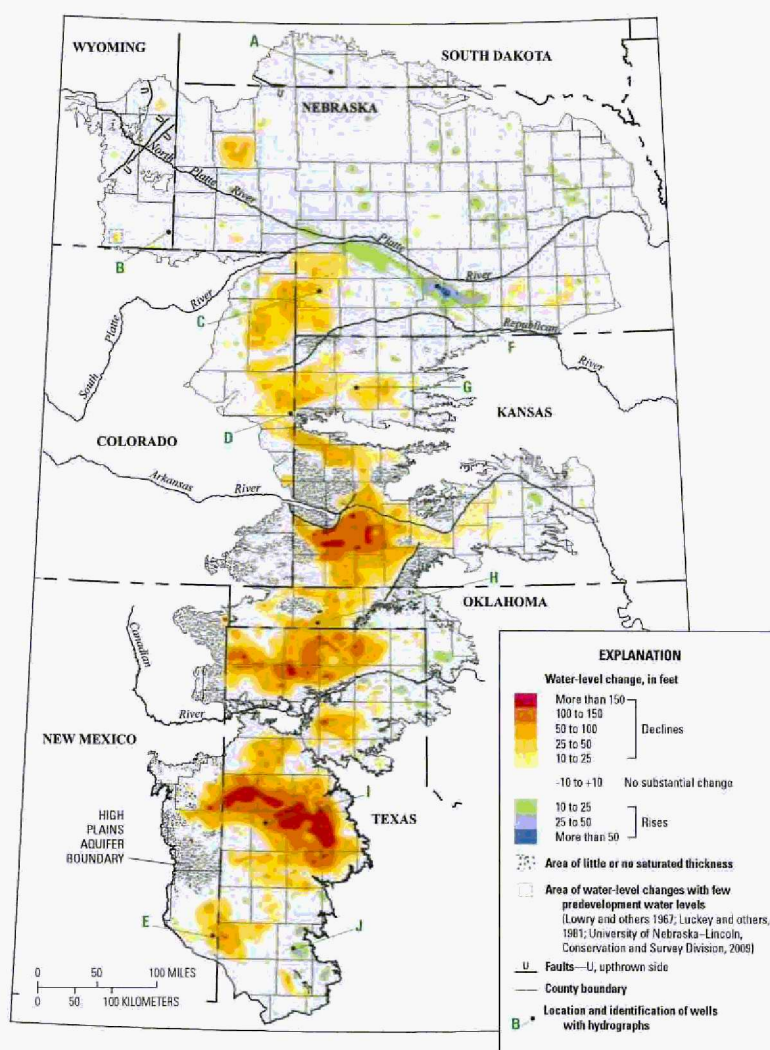 WYOMING
A
SOUTH DAKOTA
U
NEBRASKA
U
U
U
U
North Platte River
B
Platte River
South Platte River
C
Republican River
F
G
KANSAS
D
COLORADO
Arkansas River
H
OKLAHOMA
Canadian River
NEW MEXICO
I
TEXAS
HIGH
PLAINS
AQUIFER
BOUNDARY
E
J
0 50 100 MILES
0 50 100 KILOMETERS
EXPLANATION
Water-level change, in feet
More than 150
100 to 150
50 to 100
25 to 50
10 to 25
Declines
-10 to +10 No substantial change
10 to 25
25 to 50
More than 50
Rises
Area of little or no saturated thickness
Area of water-level changes with few
predevelopment water levels
(Lowry and others 1967; Luckey and others,
1981; University of Nebraska–Lincoln,
Conservation and Survey Division, 2009)
U Faults—U, upthrown side
County boundary
B Location and identification of wells
with hydrographs